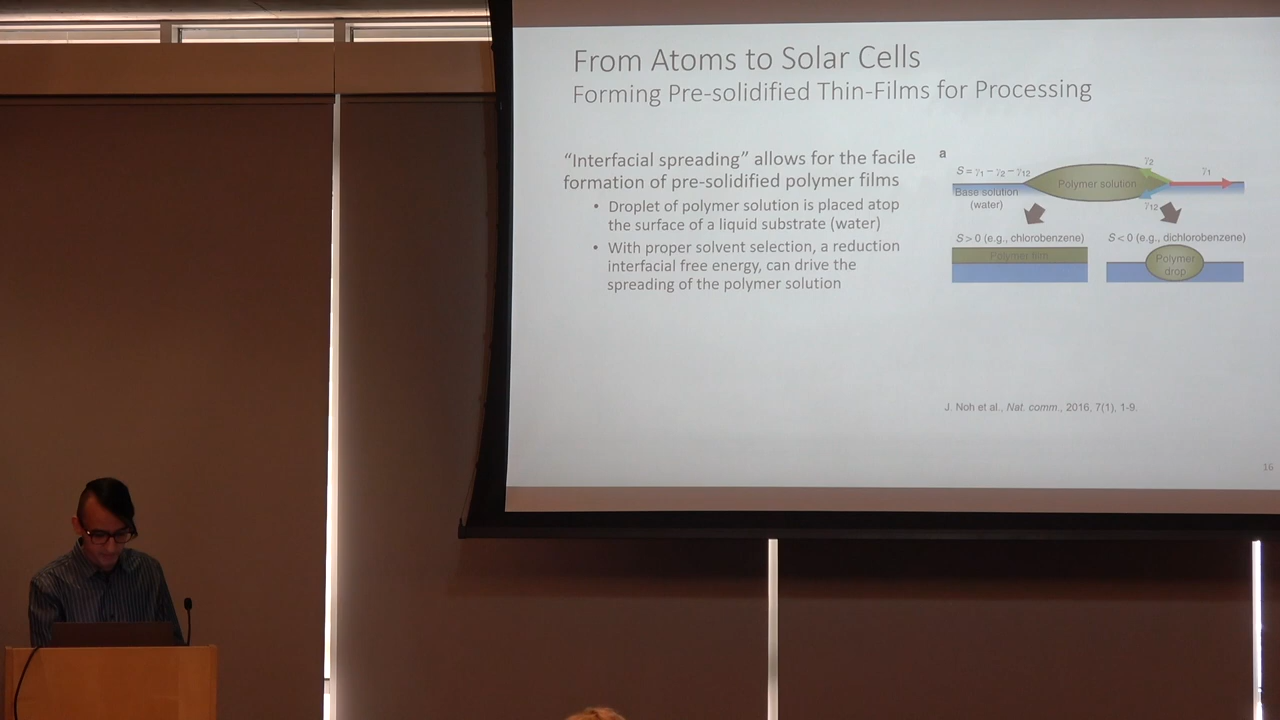 From Atoms to Solar Cells
Forming Pre-solidified Thin-Films for Processing
“Interfacial spreading” allows for the facile
formation of pre-solidified polymer films
• Droplet of polymer solution is placed atop
the surface of a liquid substrate (water)
• With proper solvent selection, a reduction
interfacial free energy, can drive the
spreading of the polymer solution
a
S = γ₁ − γ₂ − γ₁₂
Base solution
(water)
Polymer solution
γ₂
γ₁
γ₁₂
S > 0 (e.g., chlorobenzene)
Polymer film
S < 0 (e.g., dichlorobenzene)
Polymer
drop
J. Noh et al., Nat. comm., 2016, 7(1), 1-9.
16